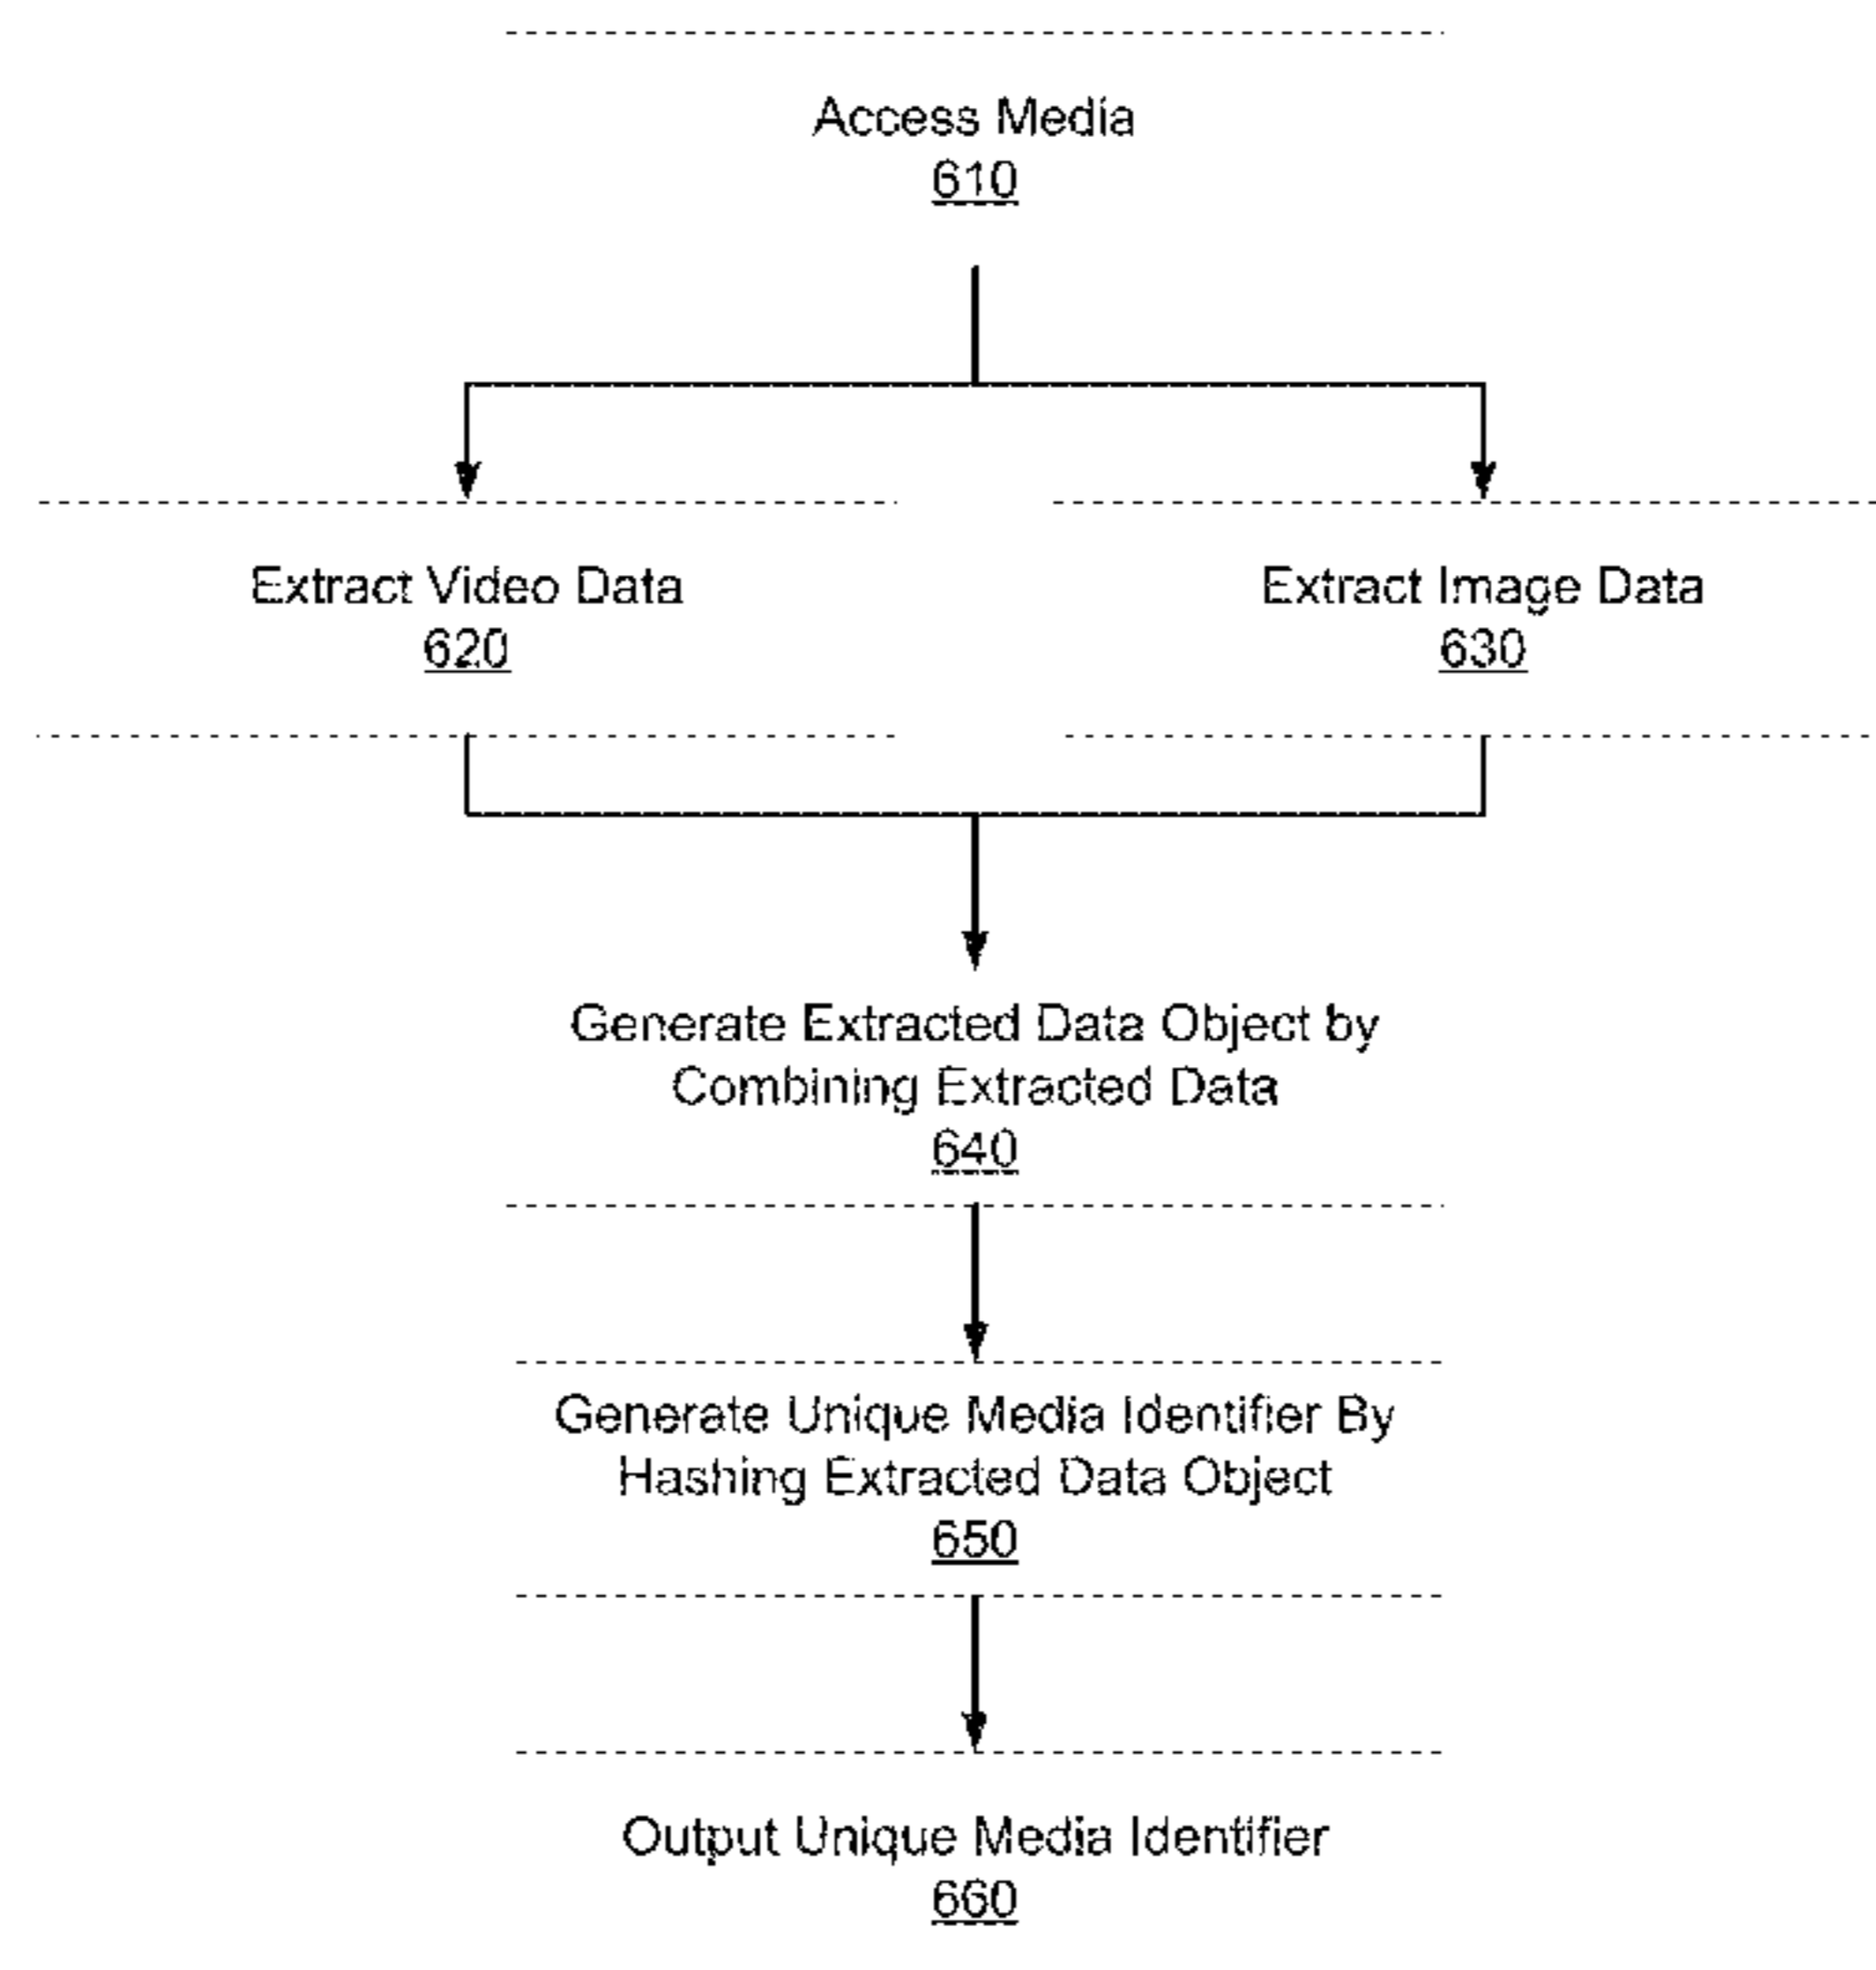 Access Media
610
Extract Video Data
620
Extract Image Data
630
Generate Extracted Data Object by
Combining Extracted Data
640
Generate Unique Media Identifier By
Hashing Extracted Data Object
650
Output Unique Media Identifier
660